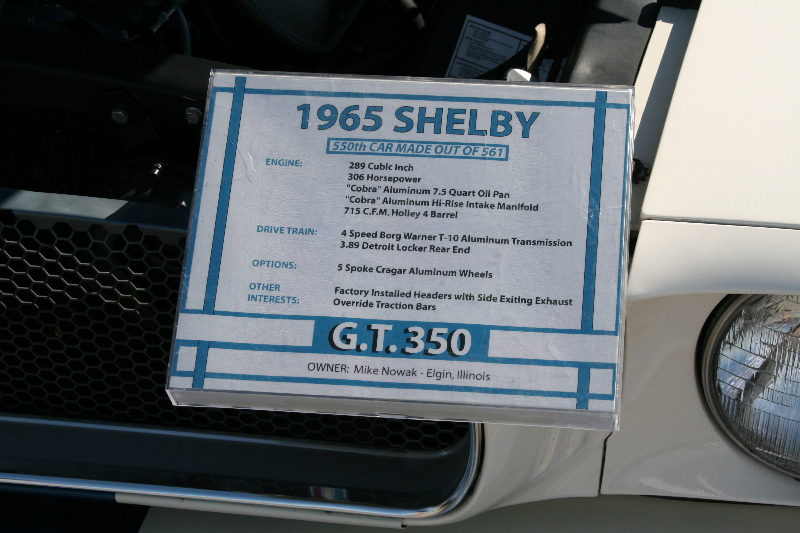 1965 SHELBY
550th CAR MADE OUT OF 561
ENGINE: 289 Cubic Inch
306 Horsepower
"Cobra" Aluminum 7.5 Quart Oil Pan
"Cobra" Aluminum Hi-Rise Intake Manifold
715 C.F.M. Holley 4 Barrel
DRIVE TRAIN: 4 Speed Borg Warner T-10 Aluminum Transmission
3.89 Detroit Locker Rear End
OPTIONS: 5 Spoke Cragar Aluminum Wheels
OTHER INTERESTS: Factory Installed Headers with Side Exiting Exhaust
Override Traction Bars
G.T. 350
OWNER: Mike Nowak - Elgin, Illinois